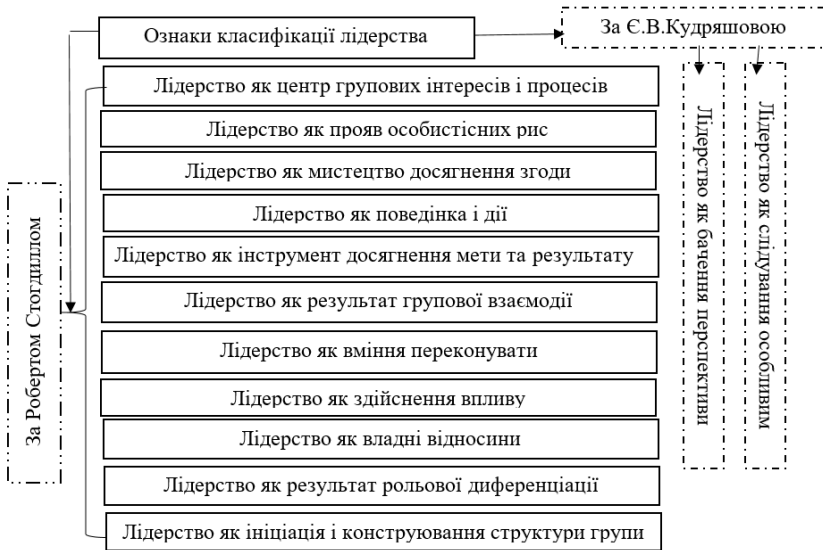 Ознаки класифікації лідерства
За Є.В.Кудряшовою
Лідерство як центр групових інтересів і процесів
Лідерство як прояв особистісних рис
Лідерство як мистецтво досягнення згоди
Лідерство як поведінка і дії
Лідерство як інструмент досягнення мети та результату
Лідерство як результат групової взаємодії
Лідерство як вміння переконувати
Лідерство як здійснення впливу
Лідерство як владні відносини
Лідерство як результат рольової диференціації
Лідерство як ініціація і конструювання структури групи
За Робертом Стогдиллом
Лідерство як бачення перспективи
Лідерство як слідування особливим